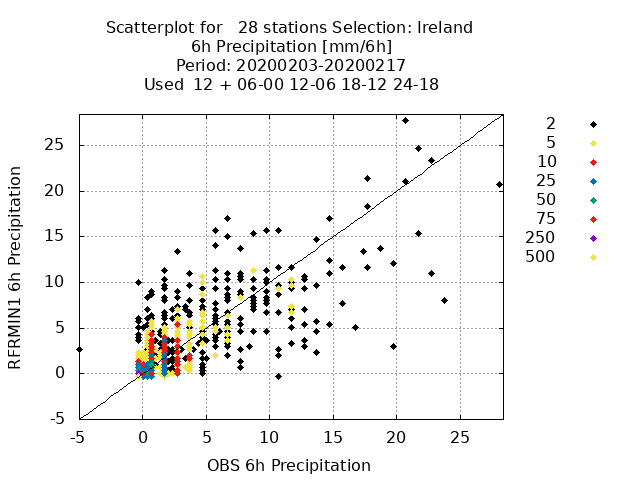 Scatterplot for   28 stations Selection: Ireland
6h Precipitation [mm/6h]
Period: 20200203-20200217
Used  12 + 06-00 12-06 18-12 24-18
25
20
15
10
5
0
-5
-5 0 5 10 15 20 25
RFRMIN1 6h Precipitation
OBS 6h Precipitation
2
5
10
25
50
75
250
500